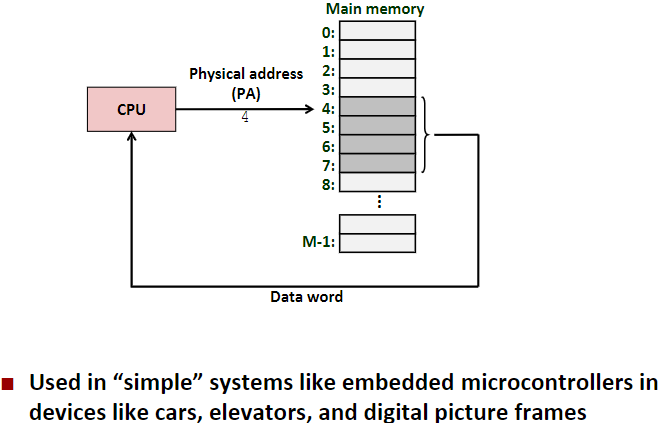 Main memory
0:
1:
2:
3:
4:
5:
6:
7:
8:
...
M-1:
Physical address
(PA)
4
CPU
Data word
■ Used in “simple” systems like embedded microcontrollers in
devices like cars, elevators, and digital picture frames